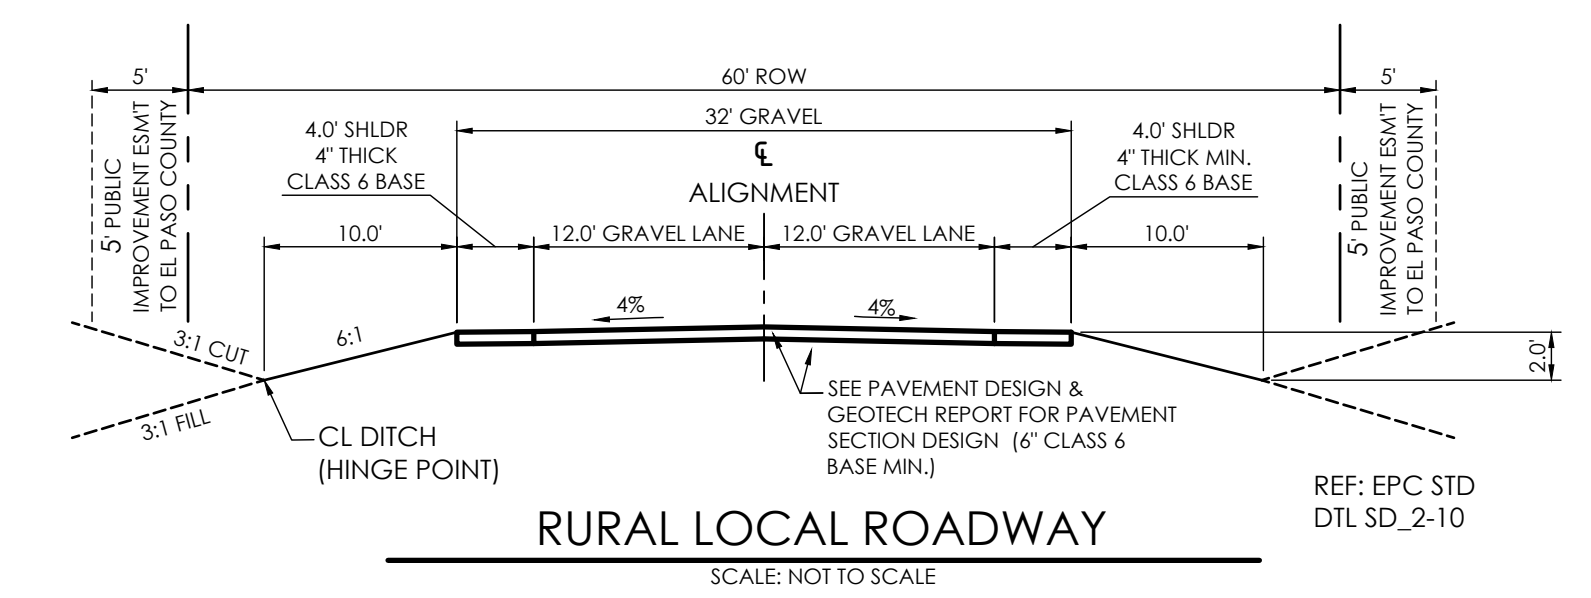 5'
60' ROW
5'
5' PUBLIC
IMPROVEMENT ESM'T
TO EL PASO COUNTY
32' GRAVEL
4.0' SHLDR
4" THICK
CLASS 6 BASE
℄
ALIGNMENT
4.0' SHLDR
4" THICK MIN.
CLASS 6 BASE
5' PUBLIC
IMPROVEMENT ESM'T
TO EL PASO COUNTY
10.0'
12.0' GRAVEL LANE
12.0' GRAVEL LANE
10.0'
4%
4%
3:1 CUT
6:1
2.0'
3:1 FILL
CL DITCH
(HINGE POINT)
SEE PAVEMENT DESIGN &
GEOTECH REPORT FOR PAVEMENT
SECTION DESIGN (6" CLASS 6
BASE MIN.)
REF: EPC STD
DTL SD_2-10
RURAL LOCAL ROADWAY
SCALE: NOT TO SCALE